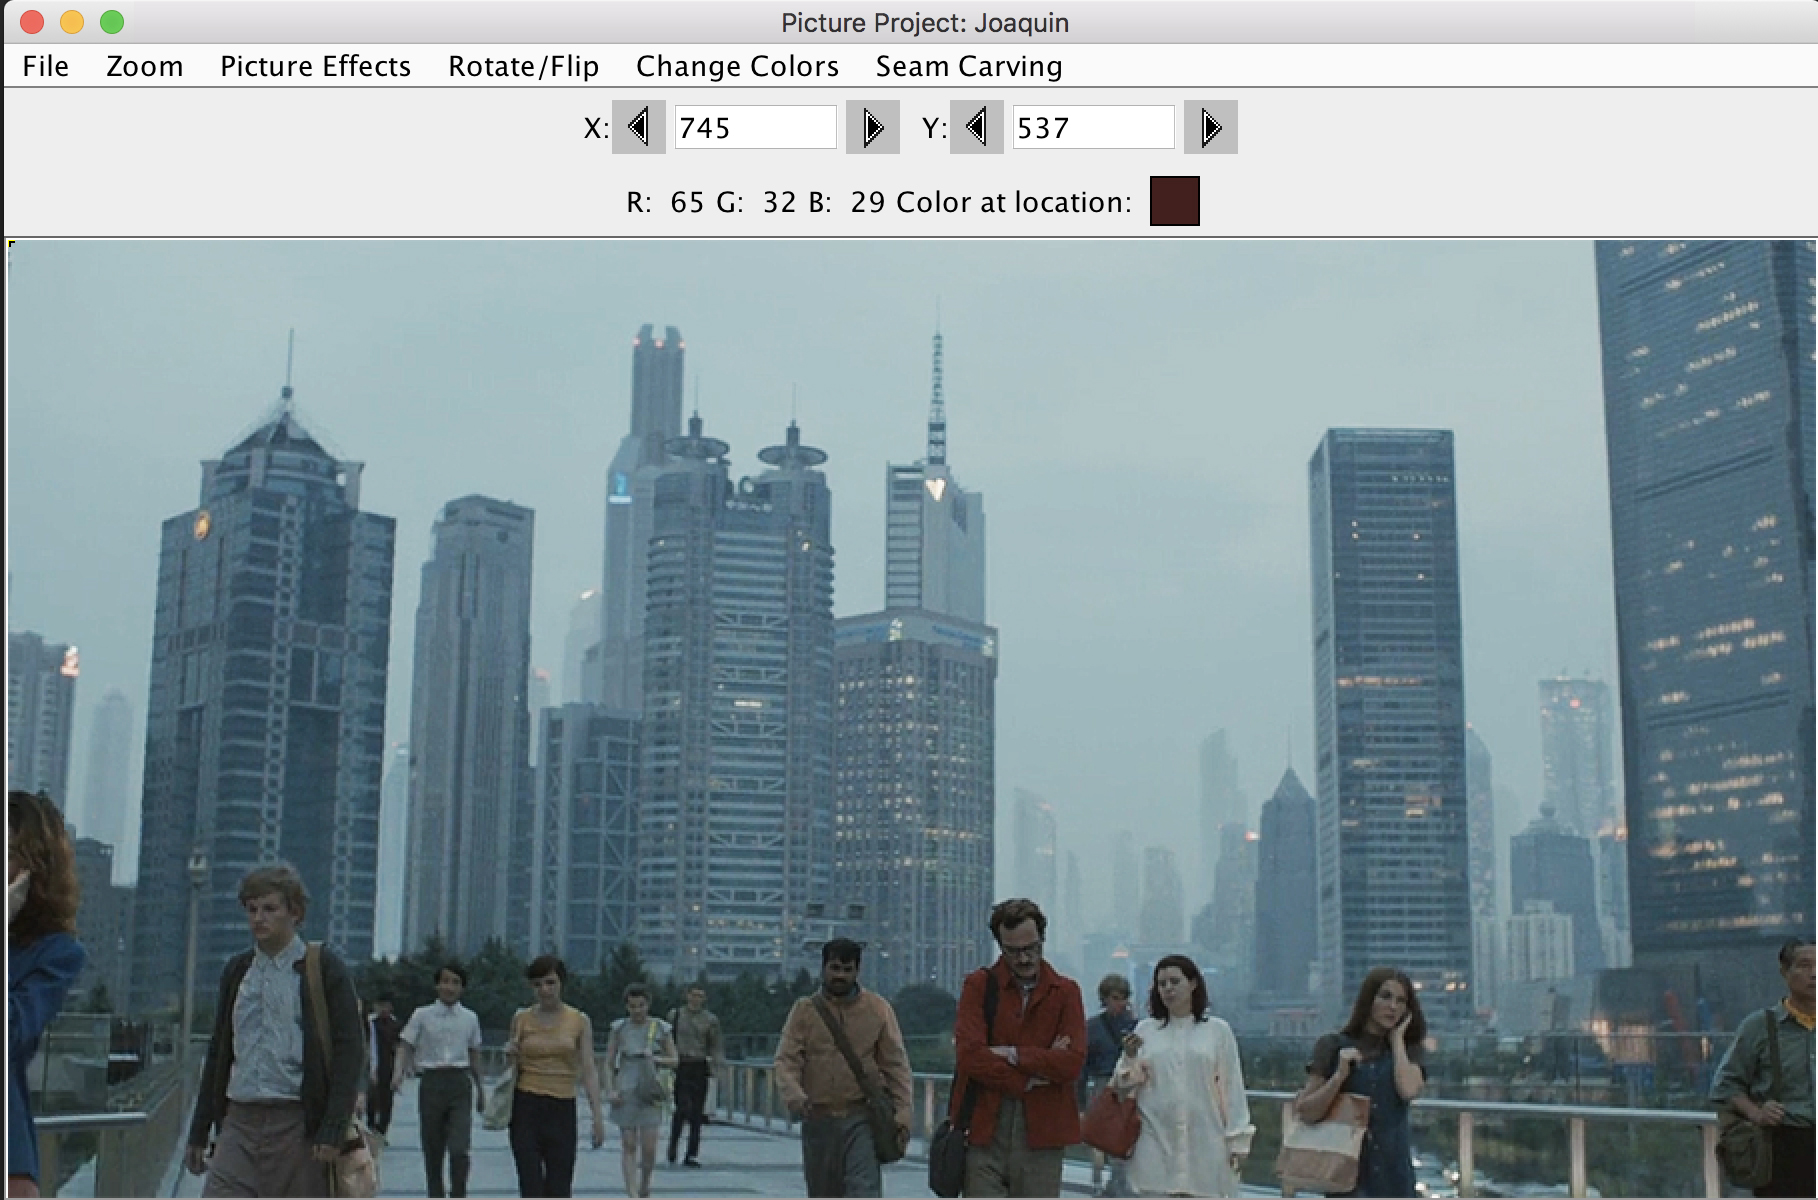 Picture Project: Joaquin
File Zoom Picture Effects Rotate/Flip Change Colors Seam Carving
X: 745 Y: 537
R: 65 G: 32 B: 29 Color at location: